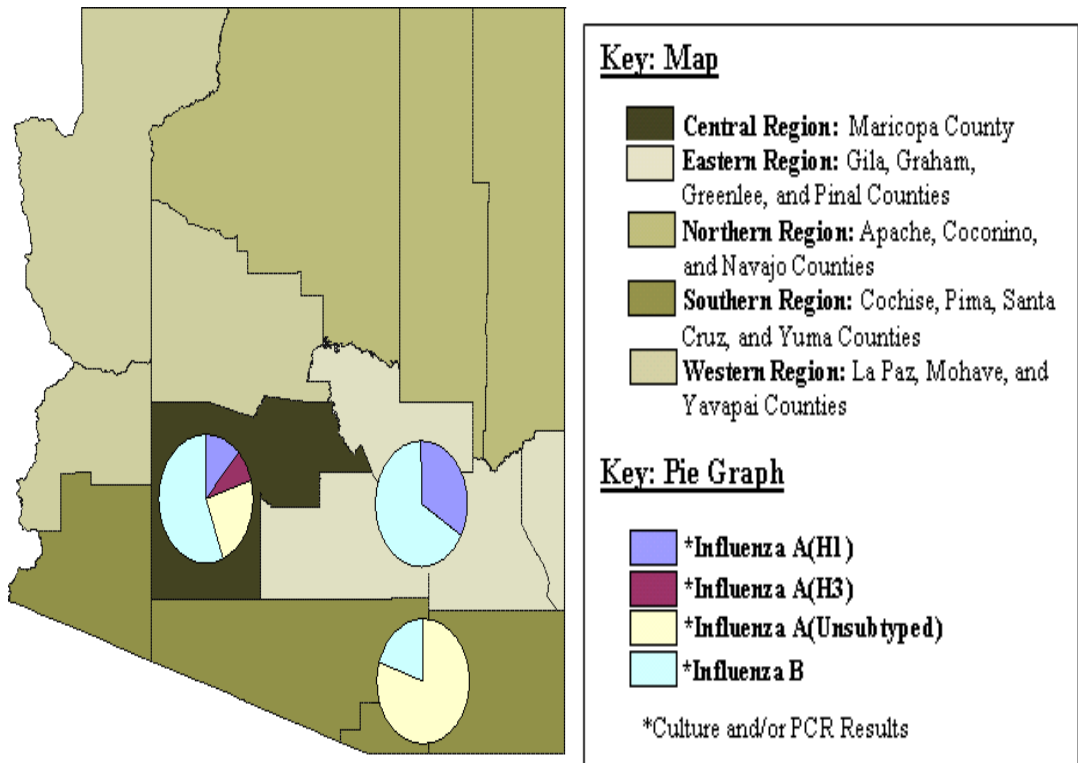 Key: Map
Central Region: Maricopa County
Eastern Region: Gila, Graham,
Greenlee, and Pinal Counties
Northern Region: Apache, Coconino,
and Navajo Counties
Southern Region: Cochise, Pima, Santa
Cruz, and Yuma Counties
Western Region: La Paz, Mohave, and
Yavapai Counties
Key: Pie Graph
*Influenza A(H1)
*Influenza A(H3)
*Influenza A(Unsubtyped)
*Influenza B
*Culture and/or PCR Results